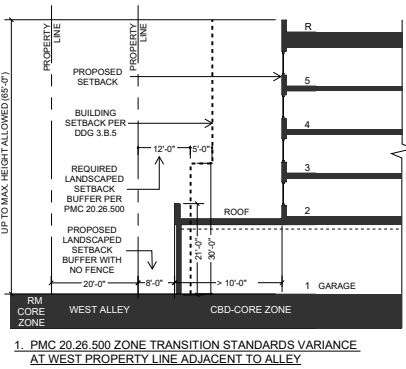 PROPERTY
LINE
PROPERTY
LINE
R
PROPOSED
SETBACK
5
BUILDING
SETBACK PER
DDG 3.B.5
4
12'-0"
5'-0"
REQUIRED
LANDSCAPED
SETBACK
BUFFER PER
PMC 20.26.500
3
UP TO MAX. HEIGHT ALLOWED (65'-0")
ROOF
2
PROPOSED
LANDSCAPED
SETBACK
BUFFER WITH
NO FENCE
21'-0"
30'-0"
20'-0"
8'-0"
> 10'-0"
1 GARAGE
RM
CORE
ZONE
WEST ALLEY
CBD-CORE ZONE
1. PMC 20.26.500 ZONE TRANSITION STANDARDS VARIANCE
AT WEST PROPERTY LINE ADJACENT TO ALLEY